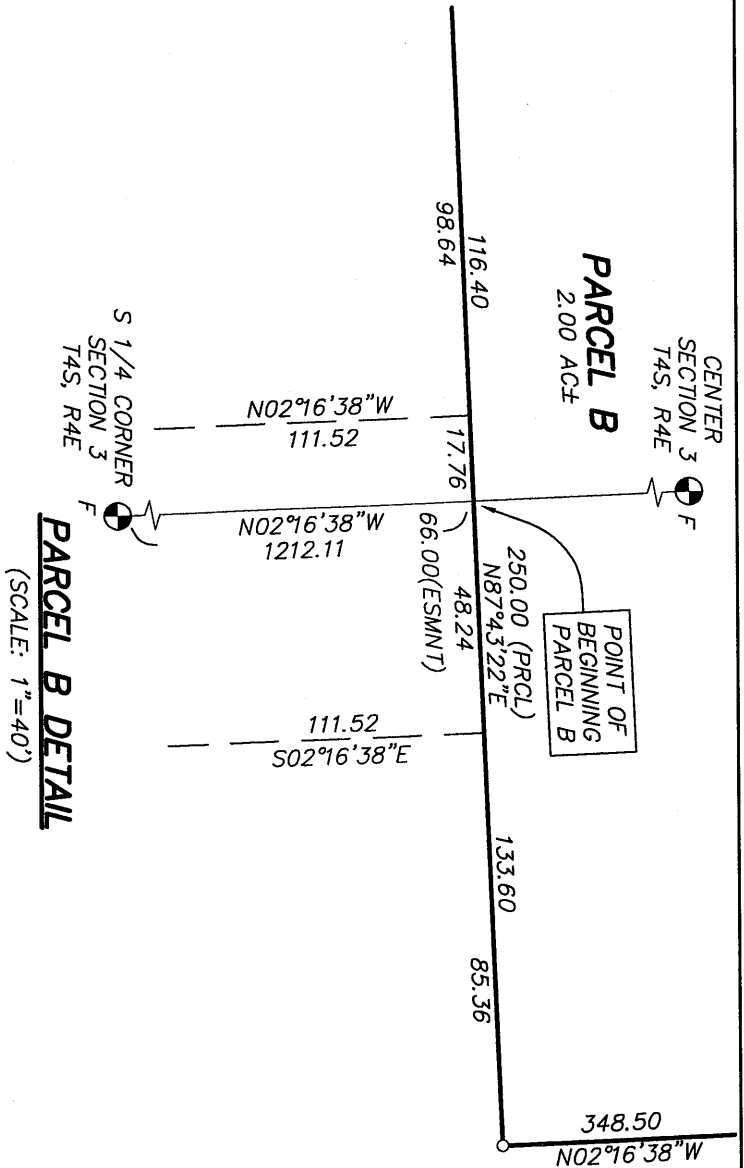 CENTER
SECTION 3
T4S, R4E
F
PARCEL B
2.00 AC±
POINT OF
BEGINNING
PARCEL B
250.00 (PRCL)
N87°43'22"E
116.40
98.64
17.76
48.24
66.00(ESMNT)
133.60
85.36
348.50
N02°16'38"W
N02°16'38"W
111.52
N02°16'38"W
1212.11
111.52
S02°16'38"E
S 1/4 CORNER
SECTION 3
T4S, R4E
F
PARCEL B DETAIL
(SCALE: 1"=40')